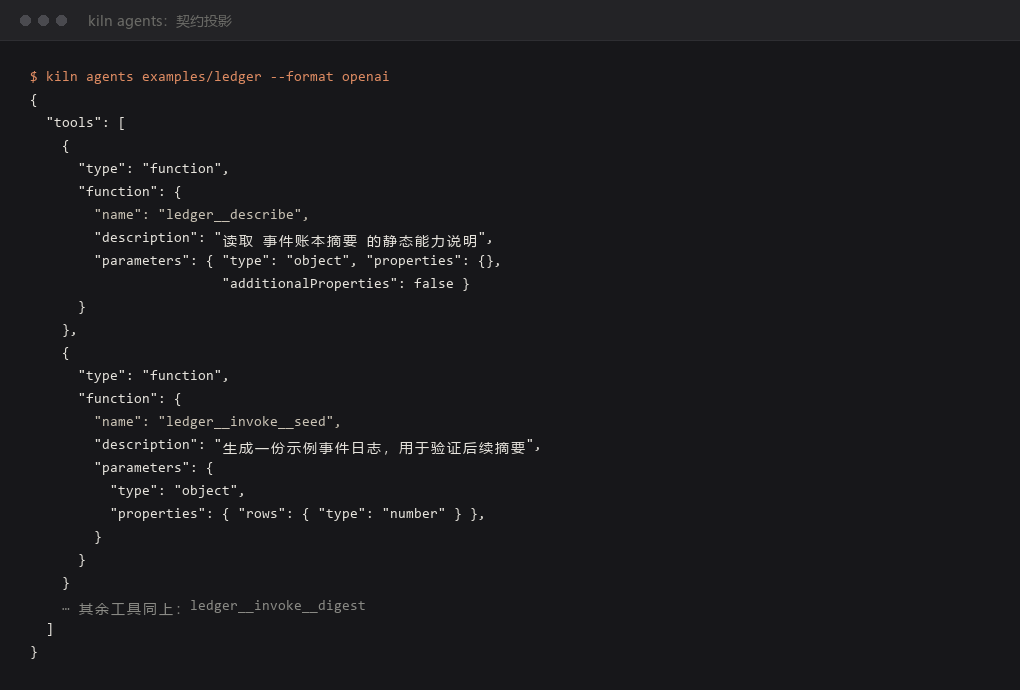 kiln agents: 契约投影
$ kiln agents examples/ledger --format openai
{
  "tools": [
    {
      "type": "function",
      "function": {
        "name": "ledger__describe",
        "description": "读取 事件账本摘要 的静态能力说明",
        "parameters": { "type": "object", "properties": {},
                        "additionalProperties": false }
      }
    },
    {
      "type": "function",
      "function": {
        "name": "ledger__invoke__seed",
        "description": "生成一份示例事件日志，用于验证后续摘要",
        "parameters": {
          "type": "object",
          "properties": { "rows": { "type": "number" } },
        }
      }
    }
    … 其余工具同上：ledger__invoke__digest
  ]
}